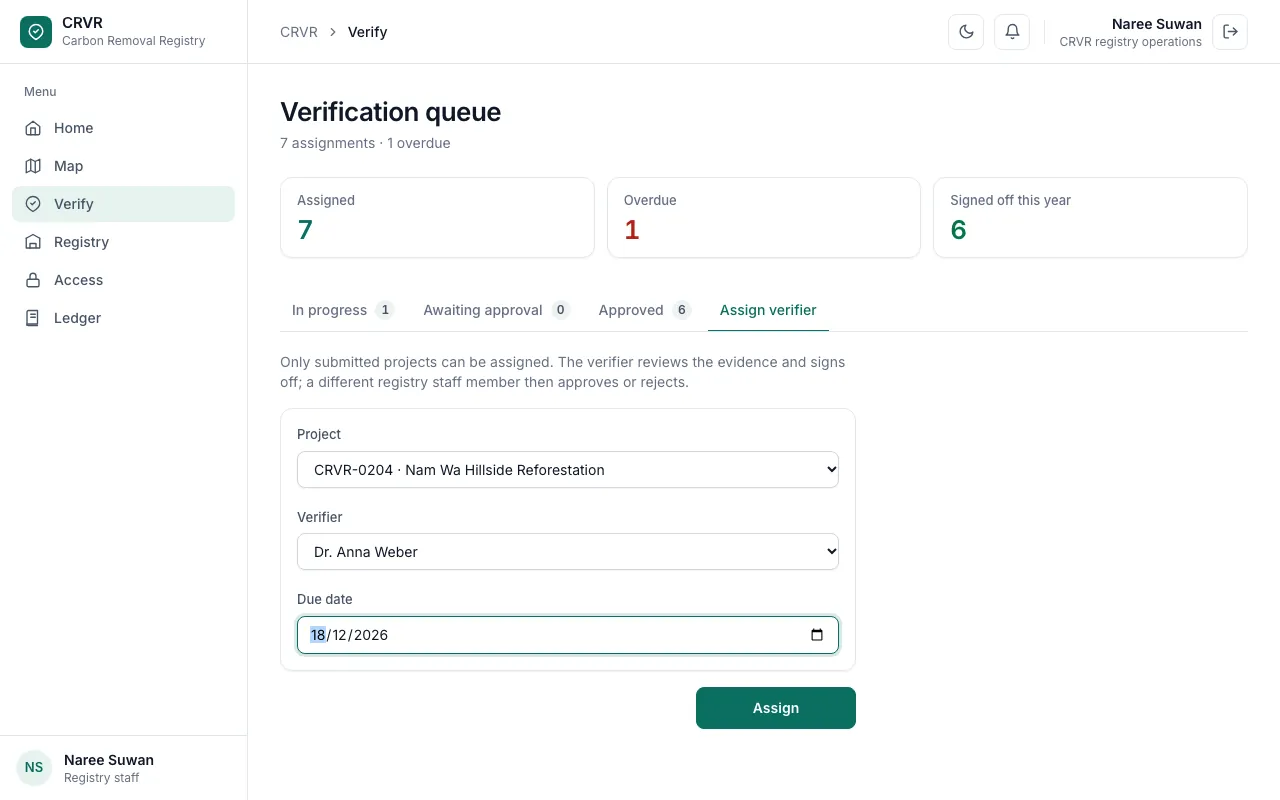 CRVR
Carbon Removal Registry
CRVR > Verify
Naree Suwan
CRVR registry operations
Menu
Home
Map
Verify
Registry
Access
Ledger
Verification queue
7 assignments · 1 overdue
Assigned
7
Overdue
1
Signed off this year
6
In progress 1
Awaiting approval 0
Approved 6
Assign verifier
Only submitted projects can be assigned. The verifier reviews the evidence and signs
off; a different registry staff member then approves or rejects.
Project
CRVR-0204 · Nam Wa Hillside Reforestation
Verifier
Dr. Anna Weber
Due date
18/12/2026
Assign
NS
Naree Suwan
Registry staff